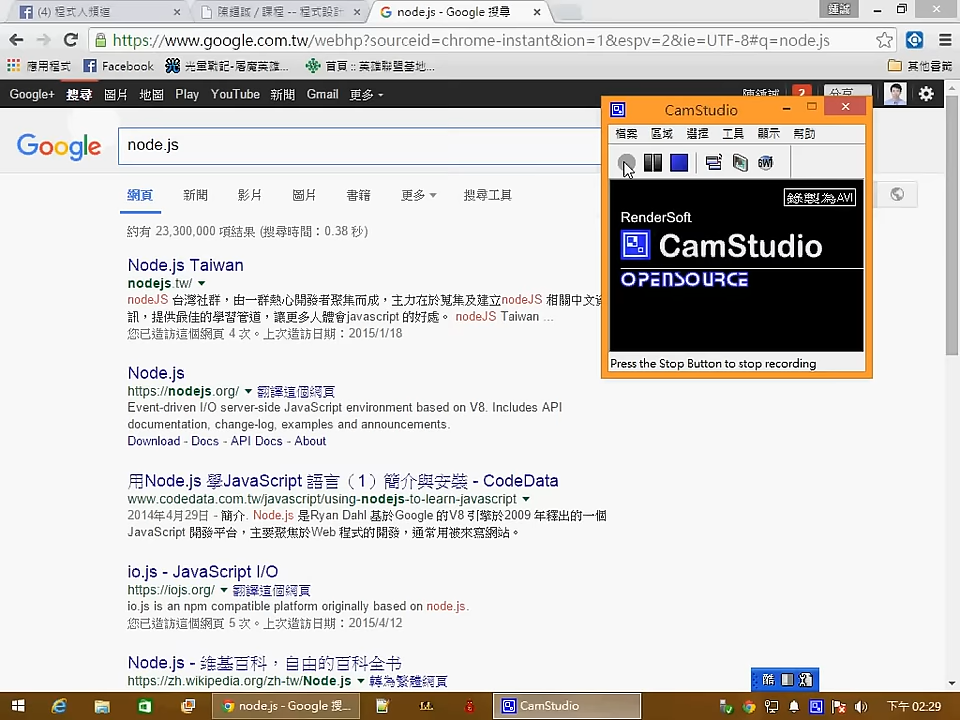 (4) 程式人頻道
陳鍾誠 / 課程 -- 程式設計
node.js - Google 搜尋
鍾誠
https://www.google.com.tw/webhp?sourceid=chrome-instant&ion=1&espv=2&ie=UTF-8#q=node.js
應用程式
Facebook
光暈戰記-屠魔英雄...
首頁 :: 英雄聯盟基地...
其他書籤
Google+ 搜尋 圖片 地圖 Play YouTube 新聞 Gmail 更多
陳鍾誠
?
分享
Google
node.js
網頁 新聞 影片 圖片 書籍 更多 搜尋工具
約有 23,300,000 項結果 (搜尋時間：0.38 秒)
Node.js Taiwan
nodejs.tw/
nodeJS 台灣社群，由一群熱心開發者聚集而成，主力在於蒐集及建立nodeJS 相關中文資
訊，提供最佳的學習管道，讓更多人體會javascript 的好處。 nodeJS Taiwan ...
您已造訪這個網頁 4 次。上次造訪日期：2015/1/18
Node.js
https://nodejs.org/ 翻譯這個網頁
Event-driven I/O server-side JavaScript environment based on V8. Includes API
documentation, change-log, examples and announcements.
Download - Docs - API Docs - About
用Node.js 學JavaScript 語言（1）簡介與安裝 - CodeData
www.codedata.com.tw/javascript/using-nodejs-to-learn-javascript
2014年4月29日 - 簡介. Node.js 是Ryan Dahl 基於Google 的V8 引擎於2009 年釋出的一個
JavaScript 開發平台，主要聚焦於Web 程式的開發，通常用被來寫網站。
io.js - JavaScript I/O
https://iojs.org/ 翻譯這個網頁
io.js is an npm compatible platform originally based on node.js.
您已造訪這個網頁 5 次。上次造訪日期：2015/4/12
Node.js - 维基百科，自由的百科全书
https://zh.wikipedia.org/zh-tw/Node.js 轉為繁體網頁
CamStudio
檔案 區域 選擇 工具 顯示 幫助
錄製為AVI
RenderSoft
CamStudio
OPENSOURCE
Press the Stop Button to stop recording
酷
node.js - Google 搜...
CamStudio
下午 02:29